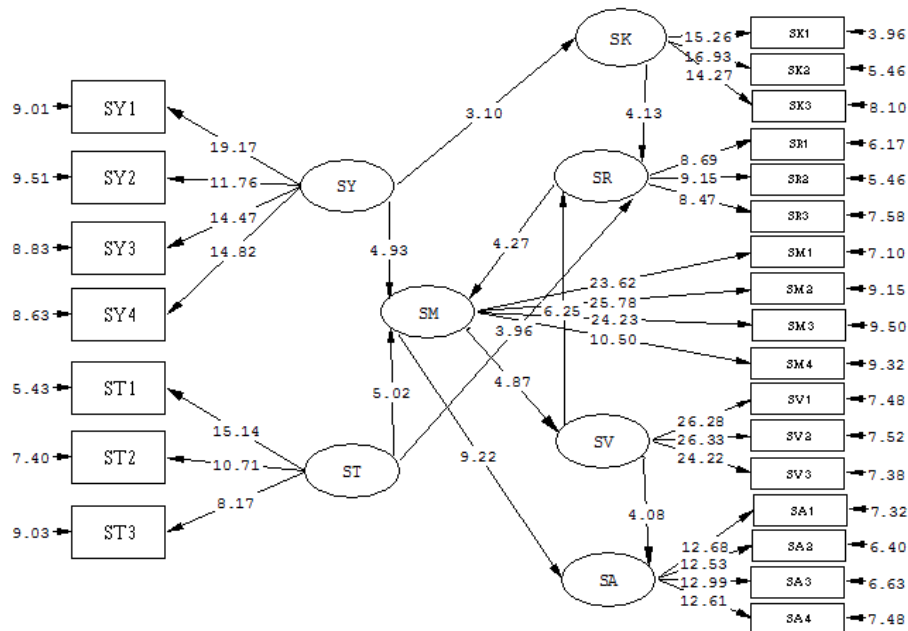 SK
15.26
SK1
3.96
16.93
SK2
5.46
14.27
SK3
8.10
9.01
SY1
19.17
3.10
4.13
9.51
SY2
11.76
SY
SR
8.69
SR1
6.17
9.15
SR2
5.46
8.47
SR3
7.58
8.83
SY3
14.47
14.82
4.93
4.27
8.63
SY4
SM
6.25
3.96
23.62
SM1
7.10
25.78
SM2
9.15
24.23
SM3
9.50
10.50
SM4
9.32
5.43
ST1
15.14
5.02
4.87
7.40
ST2
10.71
ST
SV
26.28
SV1
7.48
26.33
SV2
7.52
24.22
SV3
7.38
9.03
ST3
8.17
9.22
4.08
SA
12.68
SA1
7.32
12.53
SA2
6.40
12.99
SA3
6.63
12.61
SA4
7.48